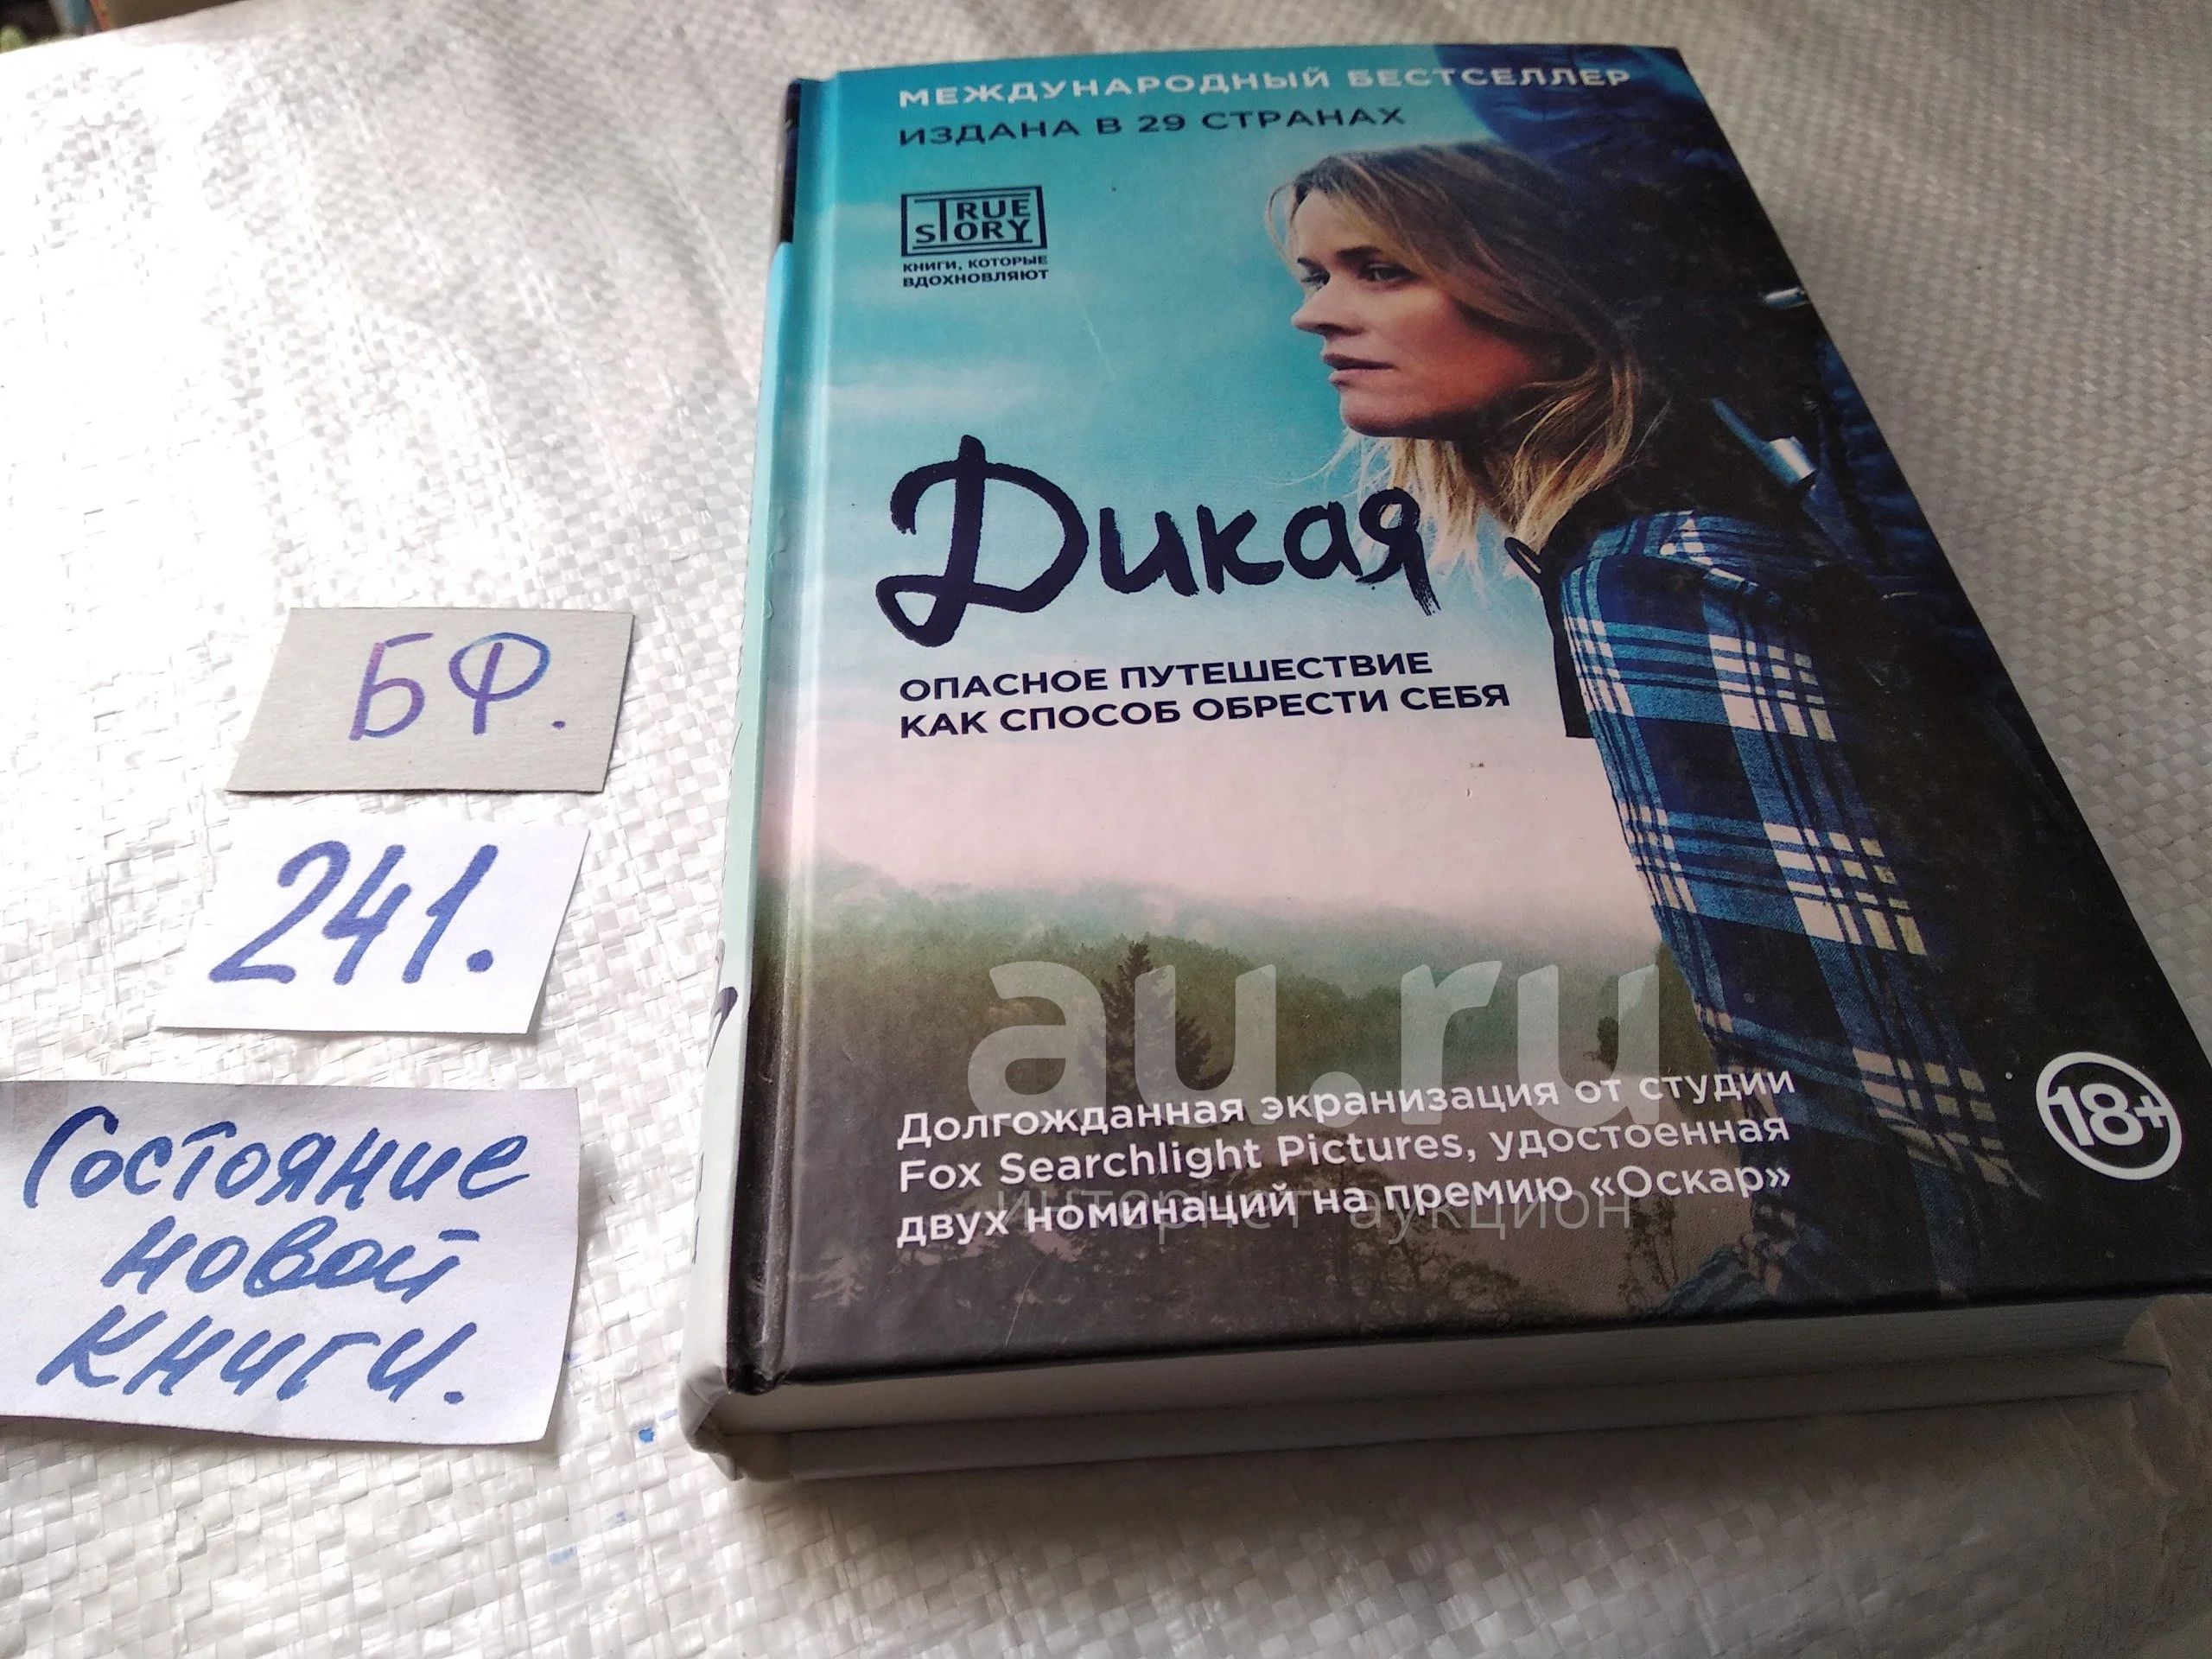 МЕЖДУНАРОДНЫЙ БЕСТСЕЛЛЕР
ИЗДАНА В 29 СТРАНАХ
TRUE
STORY
КНИГИ, КОТОРЫЕ
ВДОХНОВЛЯЮТ
Дикая
ОПАСНОЕ ПУТЕШЕСТВИЕ
КАК СПОСОБ ОБРЕСТИ СЕБЯ
БФ.
241.
Состояние
новой
книги.
au.ru
интернет аукцион
Долгожданная экранизация от студии
Fox Searchlight Pictures, удостоенная
двух номинаций на премию «Оскар»
18+